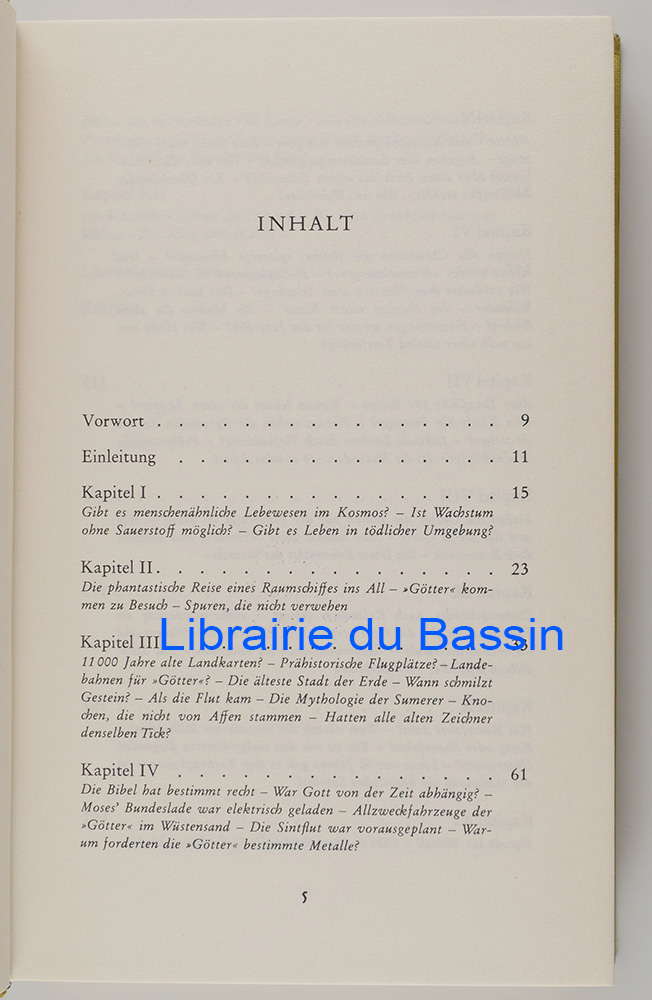 INHALT
Vorwort . . . . . . . . . . . . . . . . 9
Einleitung . . . . . . . . . . . . . . . 11
Kapitel I . . . . . . . . . . . . . . . . 15
Gibt es menschenähnliche Lebewesen im Kosmos? – Ist Wachstum
ohne Sauerstoff möglich? – Gibt es Leben in tödlicher Umgebung?
Kapitel II . . . . . . . . . . . . . . . . 23
Die phantastische Reise eines Raumschiffes ins All – »Götter« kom-
men zu Besuch – Spuren, die nicht verwehen
Kapitel III
Librairie du Bassin
11 000 Jahre alte Landkarten? – Prähistorische Flugplätze? – Lande-
bahnen für »Götter«? – Die älteste Stadt der Erde – Wann schmilzt
Gestein? – Als die Flut kam – Die Mythologie der Sumerer – Kno-
chen, die nicht von Affen stammen – Hatten alle alten Zeichner
denselben Tick?
Kapitel IV . . . . . . . . . . . . . . . 61
Die Bibel hat bestimmt recht – War Gott von der Zeit abhängig? –
Moses' Bundeslade war elektrisch geladen – Allzweckfahrzeuge der
»Götter« im Wüstensand – Die Sintflut war vorausgeplant – War-
um forderten die »Götter« bestimmte Metalle?
5